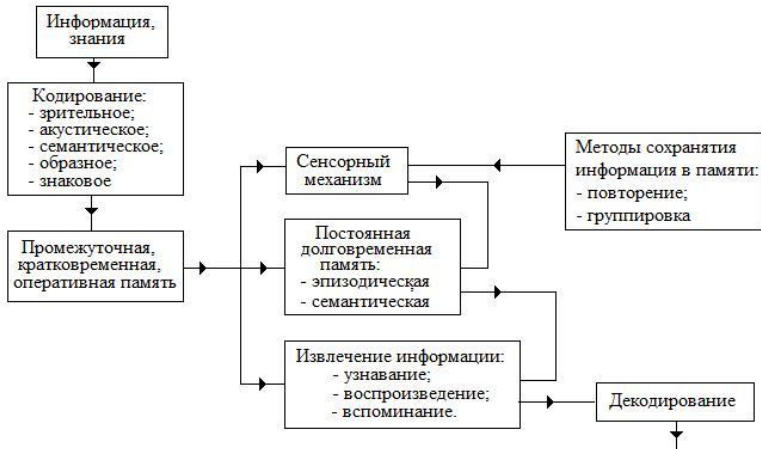 Информация,
знания
Кодирование:
- зрительное;
- акустическое;
- семантическое;
- образное;
- знаковое
Промежуточная,
кратковременная,
оперативная память
Сенсорный
механизм
Постоянная
долговременная
память:
- эпизодическая
- семантическая
Извлечение информации:
- узнавание;
- воспроизведение;
- вспоминание.
Методы сохранятия
информация в памяти:
- повторение;
- группировка
Декодирование